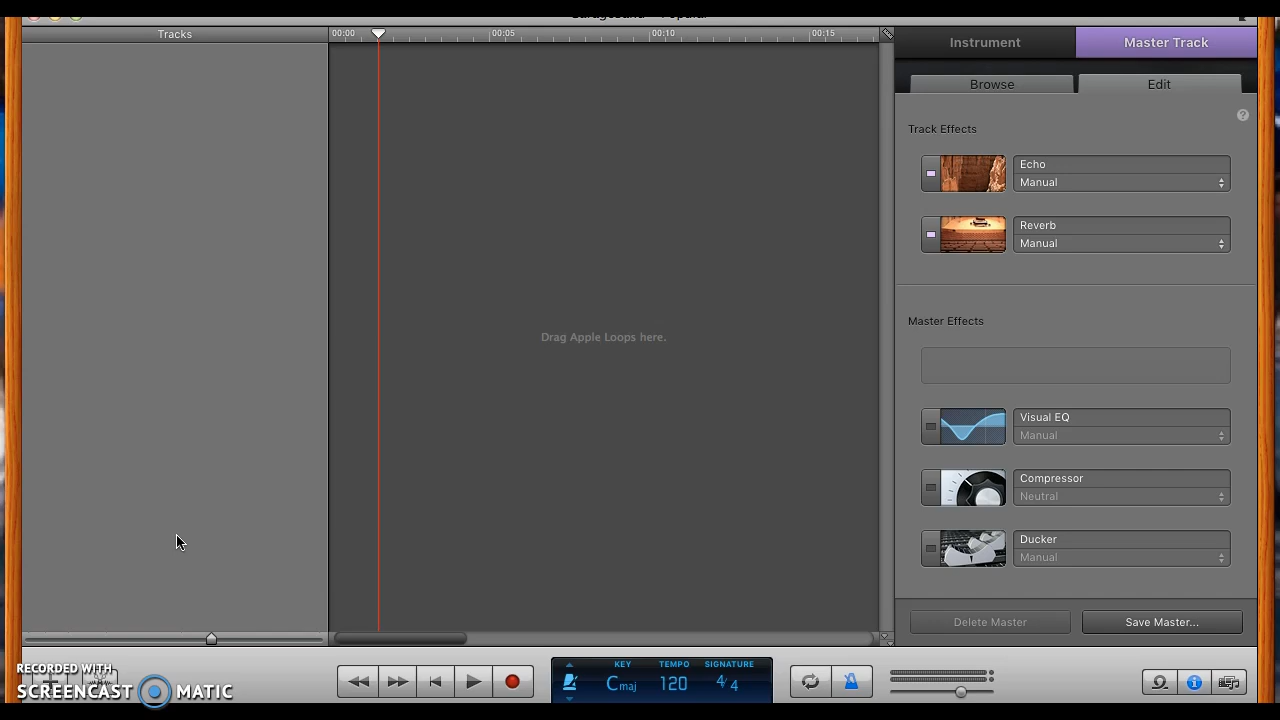 Tracks
00:00 00:05 00:10 00:15
Instrument Master Track
Browse Edit
?
Track Effects
Echo
Manual
Reverb
Manual
Drag Apple Loops here.
Master Effects
Visual EQ
Manual
Compressor
Neutral
Ducker
Manual
Delete Master Save Master...
KEY TEMPO SIGNATURE
Cmaj 120 4/4
RECORDED WITH
SCREENCAST MATIC